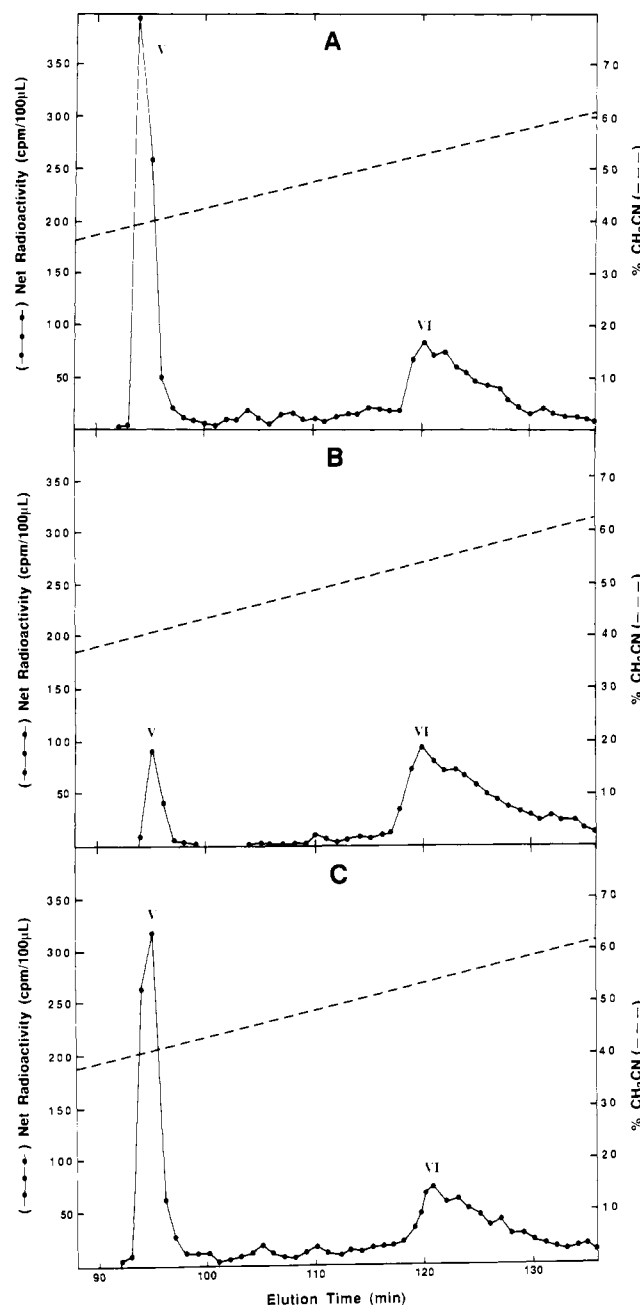 A
V
VI
350
300
250
200
150
100
50
70
60
50
40
30
20
10
(—•—•—•—) Net Radioactivity (cpm/100µL)
% CH₃CN (– – –)
B
V
VI
350
300
250
200
150
100
50
70
60
50
40
30
20
10
(—•—•—•—) Net Radioactivity (cpm/100µL)
% CH₃CN (– – –)
C
V
VI
350
300
250
200
150
100
50
70
60
50
40
30
20
10
(—•—•—•—) Net Radioactivity (cpm/100µL)
% CH₃CN (– – –)
90 100 110 120 130
Elution Time (min)